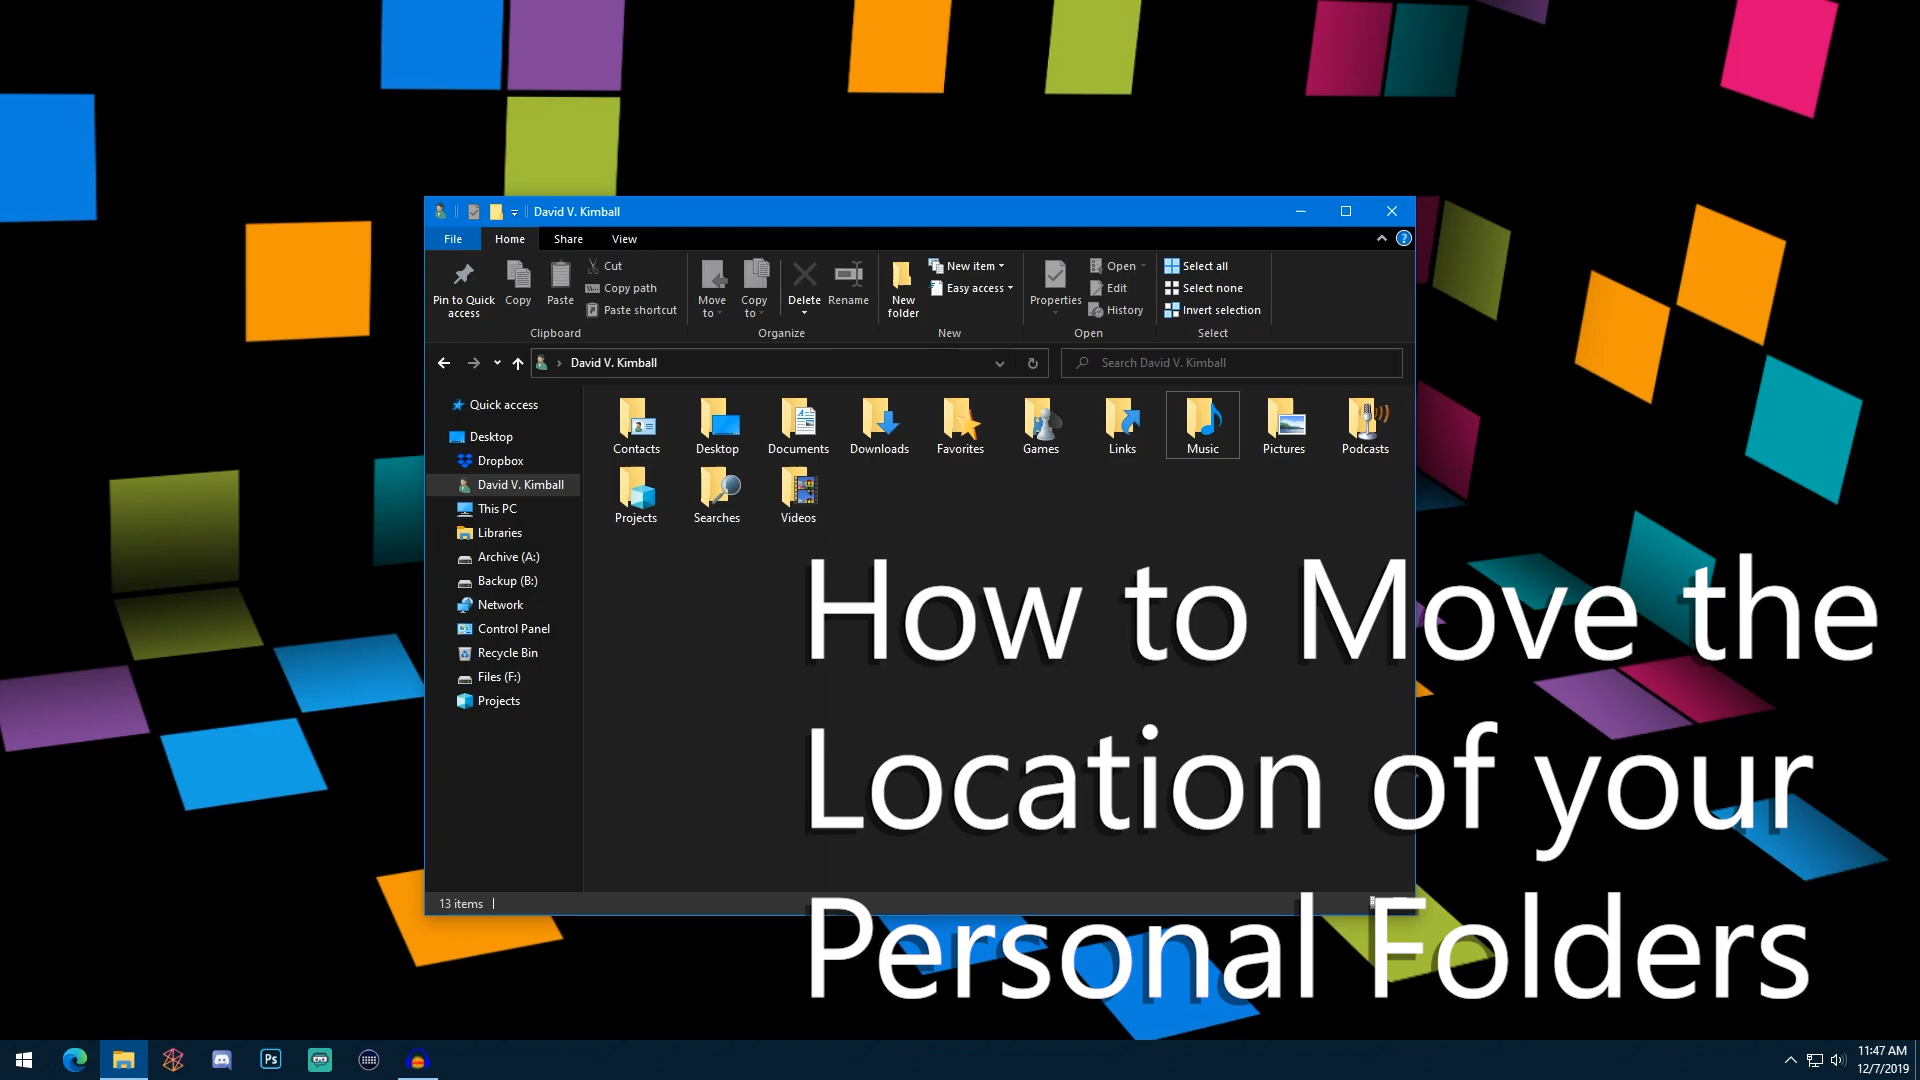 David V. Kimball
File Home Share View
Pin to Quick access
Copy
Paste
Cut
Copy path
Paste shortcut
Clipboard
Move to
Copy to
Delete
Rename
Organize
New folder
New item
Easy access
New
Properties
Open
Edit
History
Open
Select all
Select none
Invert selection
Select
David V. Kimball
Search David V. Kimball
Quick access
Desktop
Dropbox
David V. Kimball
This PC
Libraries
Archive (A:)
Backup (B:)
Network
Control Panel
Recycle Bin
Files (F:)
Projects
Contacts Desktop Documents Downloads Favorites Games Links Music Pictures Podcasts
Projects Searches Videos
How to Move the
Location of your
Personal Folders
13 items
Ps
11:47 AM
12/7/2019